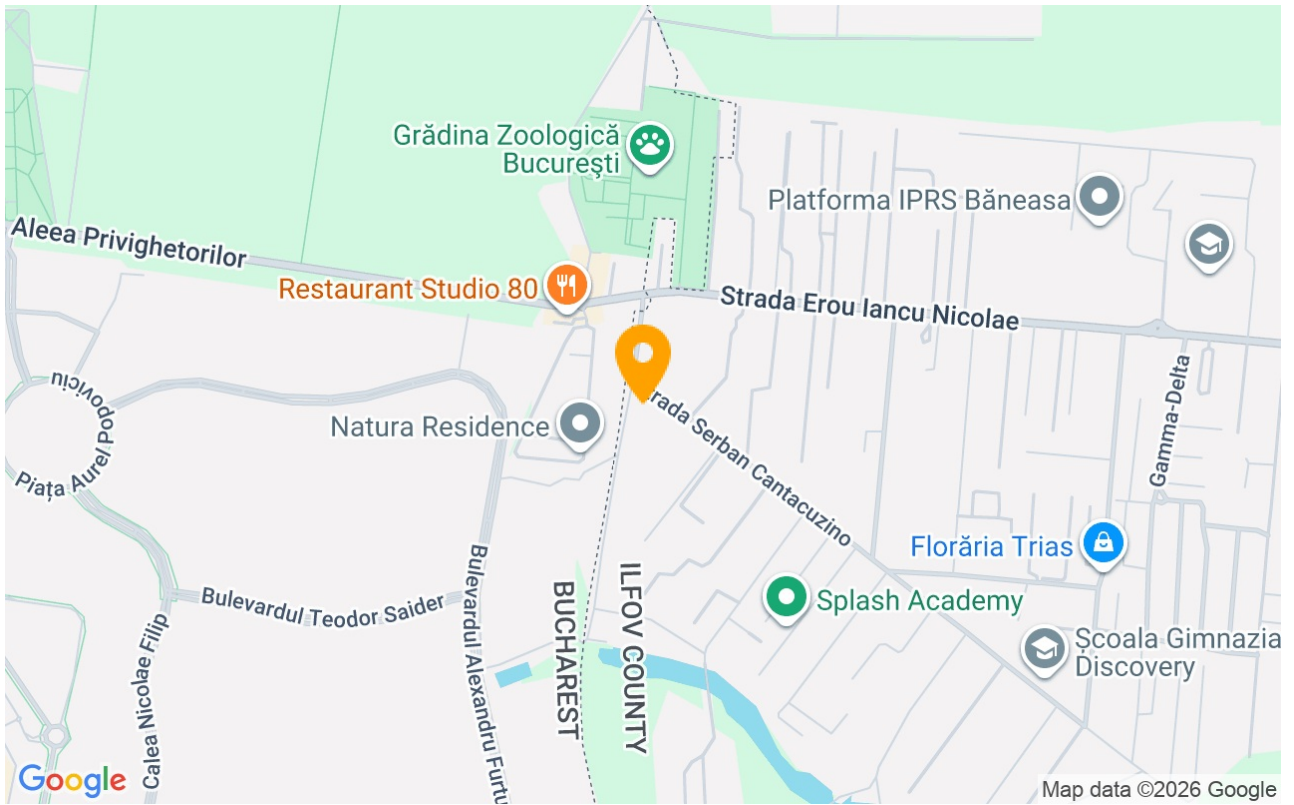 Grădina Zoologică
Bucureşti
Platforma IPRS Băneasa
Aleea Privighetorilor
Restaurant Studio 80
Strada Erou Iancu Nicolae
Piața Aurel Popoviciu
Natura Residence
rada Serban Cantacuzino
Gamma-Delta
Florăria Trias
Splash Academy
Școala Gimnazia
Discovery
Bulevardul Teodor Saider
Bulevardul Alexandru Furtu
Calea Nicolae Filip
BUCHAREST
ILFOV COUNTY
Google
Map data ©2026 Google